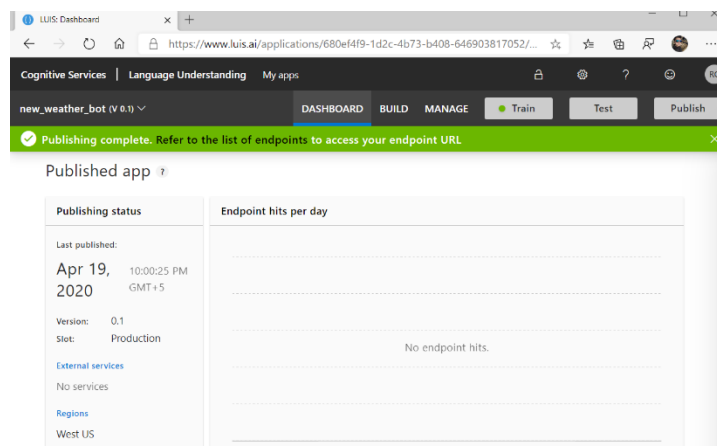 LUIS: Dashboard
https://www.luis.ai/applications/680ef4f9-1d2c-4b73-b408-646903817052/...
Cognitive Services | Language Understanding My apps
?
new_weather_bot (V 0.1) DASHBOARD BUILD MANAGE Train Test Publish
Publishing complete. Refer to the list of endpoints to access your endpoint URL
Published app ?
Publishing status
Last published:
Apr 19, 2020
10:00:25 PM GMT+5
Version: 0.1
Slot: Production
External services
No services
Regions
West US
Endpoint hits per day
No endpoint hits.